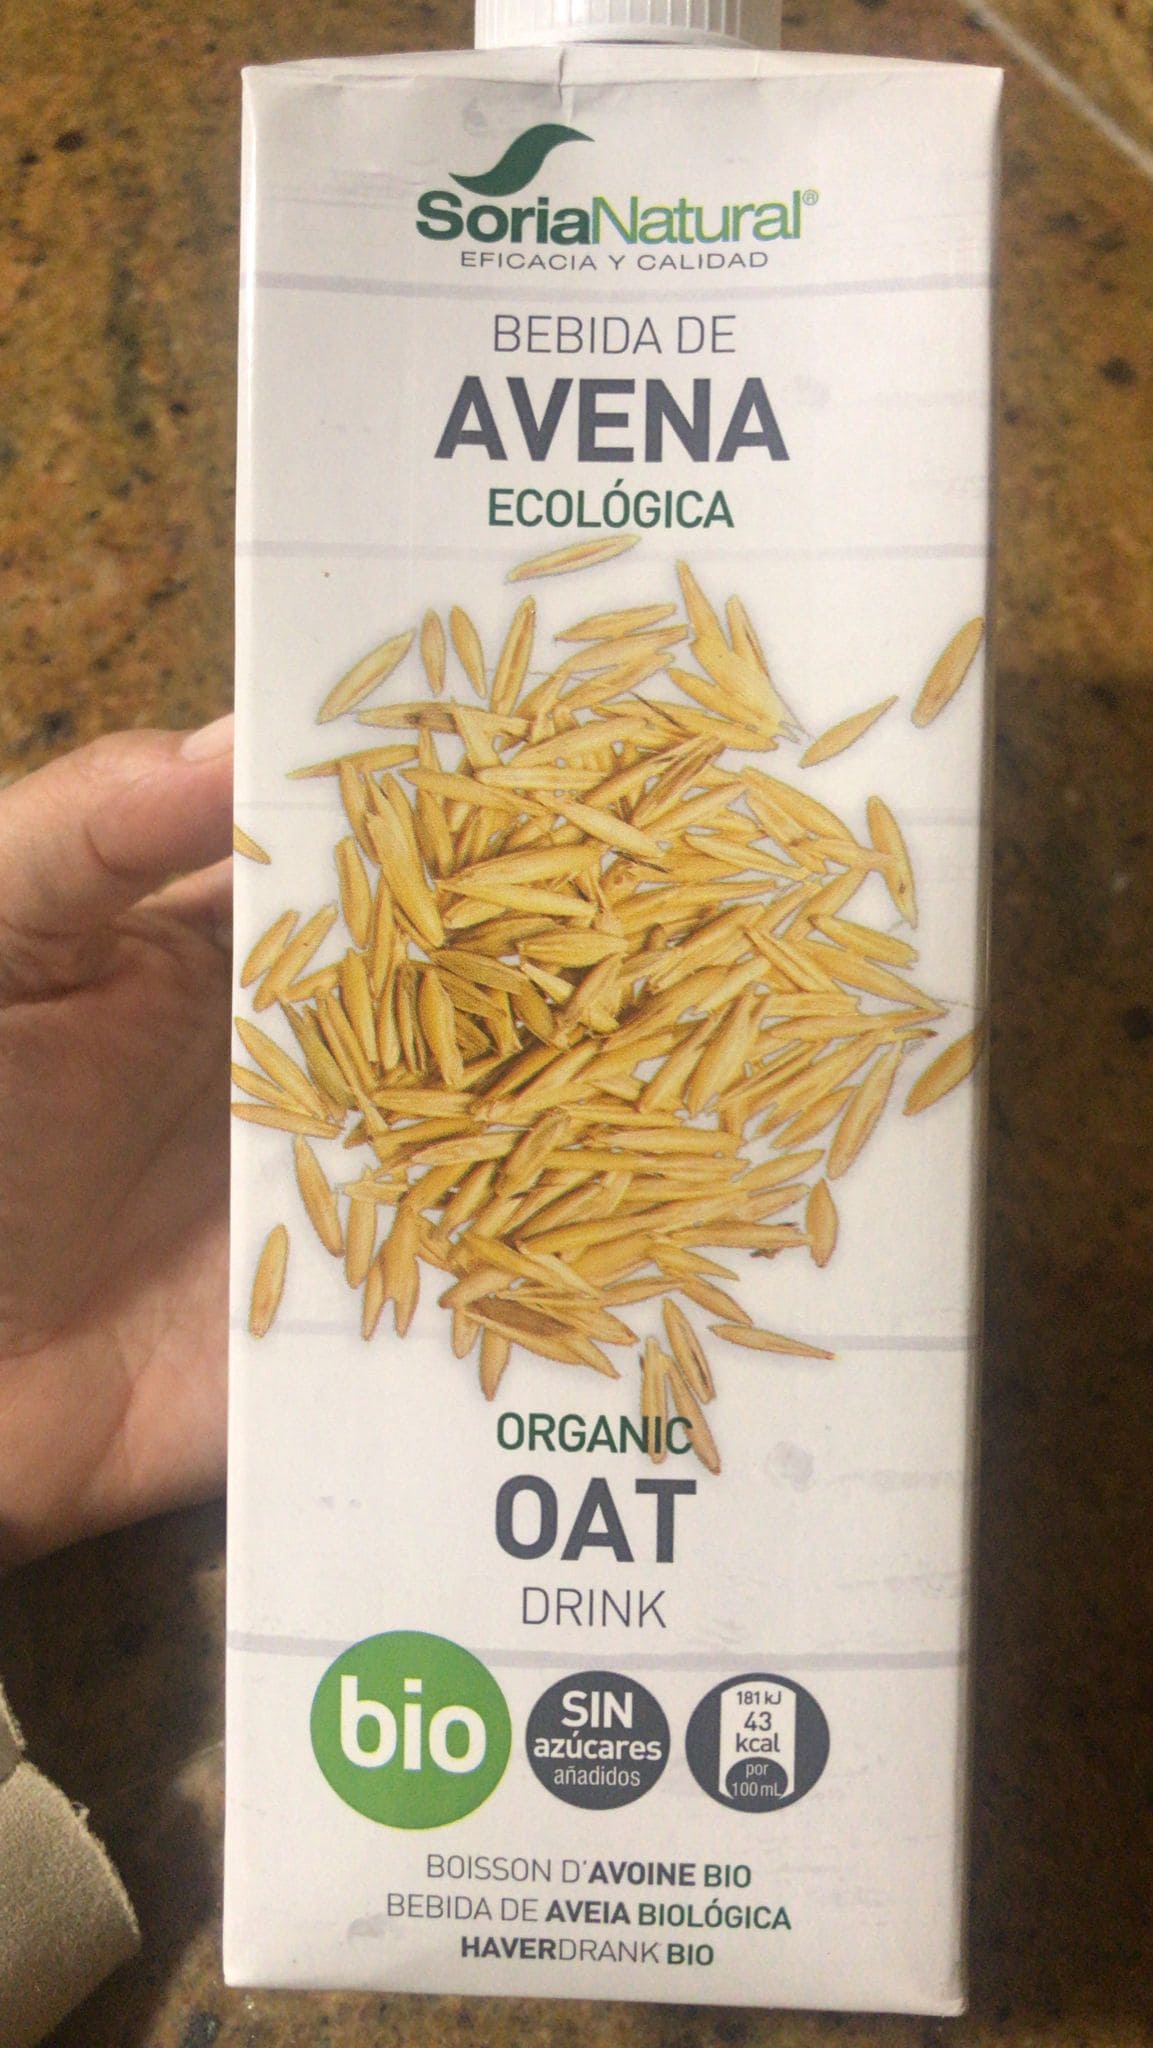 SoriaNatural®
EFICACIA Y CALIDAD
BEBIDA DE
AVENA
ECOLÓGICA
ORGANIC
OAT
DRINK
bio
SIN
azúcares
añadidos
181 kJ
43
kcal
por
100 mL
BOISSON D'AVOINE BIO
BEBIDA DE AVEIA BIOLÓGICA
HAVERDRANK BIO